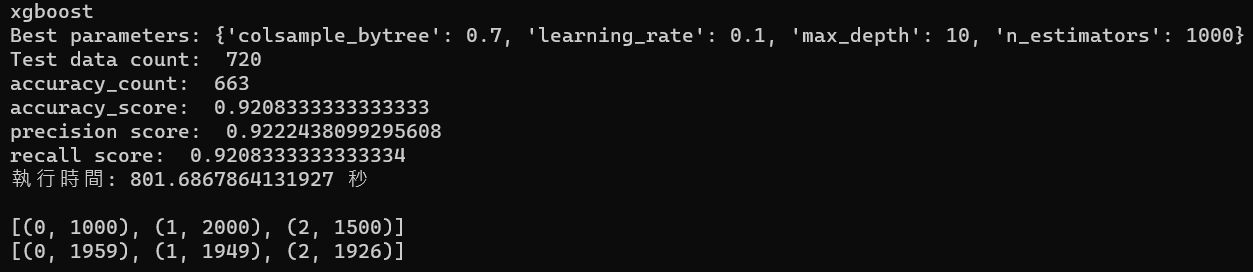 xgboost
Best parameters: {'colsample_bytree': 0.7, 'learning_rate': 0.1, 'max_depth': 10, 'n_estimators': 1000}
Test data count:  720
accuracy_count:  663
accuracy_score:  0.9208333333333333
precision score:  0.9222438099295608
recall score:  0.9208333333333334
執行時間: 801.6867864131927 秒
[(0, 1000), (1, 2000), (2, 1500)]
[(0, 1959), (1, 1949), (2, 1926)]